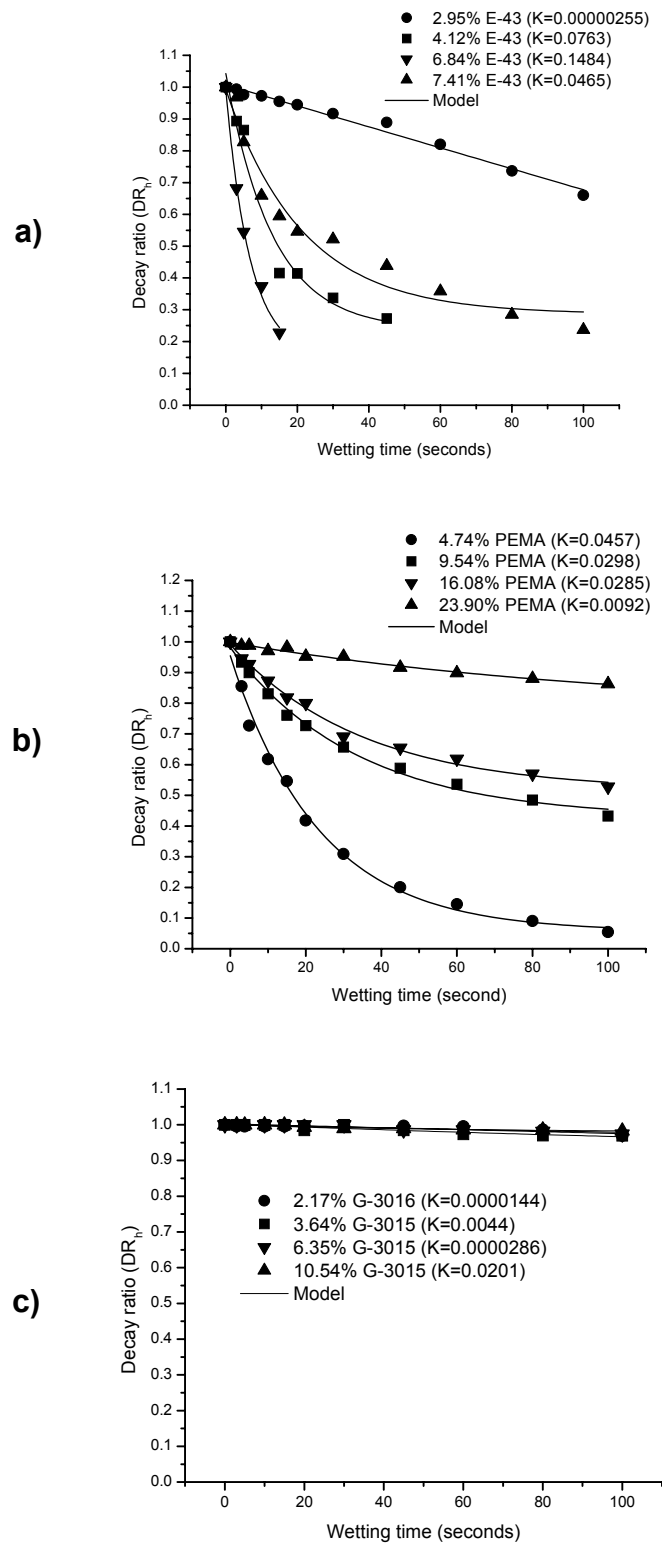 a)
2.95% E-43 (K=0.00000255)
4.12% E-43 (K=0.0763)
6.84% E-43 (K=0.1484)
7.41% E-43 (K=0.0465)
Model
Decay ratio (DRh)
1.1
1.0
0.9
0.8
0.7
0.6
0.5
0.4
0.3
0.2
0.1
0.0
0 20 40 60 80 100
Wetting time (seconds)
b)
4.74% PEMA (K=0.0457)
9.54% PEMA (K=0.0298)
16.08% PEMA (K=0.0285)
23.90% PEMA (K=0.0092)
Model
Decay ratio (DRh)
1.2
1.1
1.0
0.9
0.8
0.7
0.6
0.5
0.4
0.3
0.2
0.1
0.0
0 20 40 60 80 100
Wetting time (second)
c)
Decay ratio (DRh)
1.1
1.0
0.9
0.8
0.7
0.6
0.5
0.4
0.3
0.2
0.1
0.0
2.17% G-3016 (K=0.0000144)
3.64% G-3015 (K=0.0044)
6.35% G-3015 (K=0.0000286)
10.54% G-3015 (K=0.0201)
Model
0 20 40 60 80 100
Wetting time (seconds)